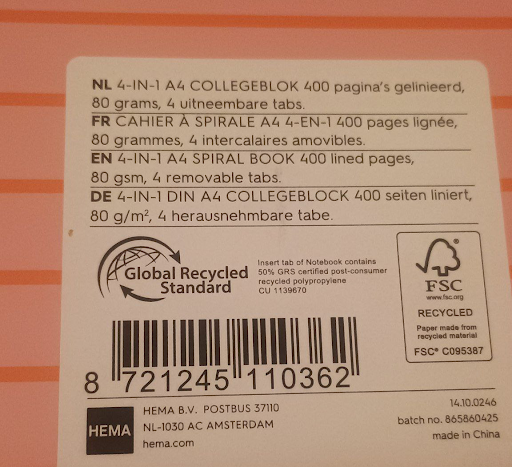 NL 4-IN-1 A4 COLLEGEBLOK 400 pagina's gelinieerd,
80 grams, 4 uitneembare tabs.
FR CAHIER À SPIRALE A4 4-EN-1 400 pages lignée,
80 grammes, 4 intercalaires amovibles.
EN 4-IN-1 A4 SPIRAL BOOK 400 lined pages,
80 gsm, 4 removable tabs.
DE 4-IN-1 DIN A4 COLLEGEBLOCK 400 seiten liniert,
80 g/m², 4 herausnehmbare tabe.
Global Recycled
Standard
Insert tab of Notebook contains
50% GRS certified post-consumer
recycled polypropylene
CU 1139670
FSC
www.fsc.org
RECYCLED
Paper made from
recycled material
FSC® C095387
8 721245 110362
HEMA
HEMA B.V. POSTBUS 37110
NL-1030 AC AMSTERDAM
hema.com
14.10.0246
batch no. 865860425
made in China